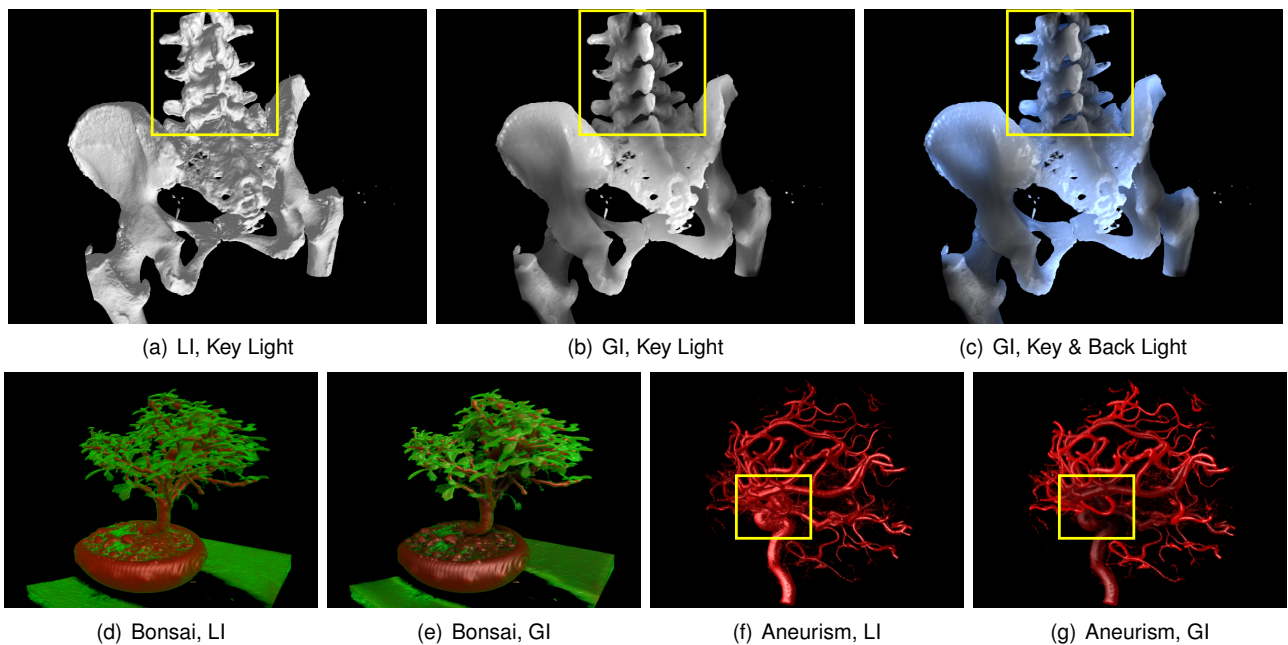 (a) LI, Key Light
(b) GI, Key Light
(c) GI, Key & Back Light
(d) Bonsai, LI
(e) Bonsai, GI
(f) Aneurism, LI
(g) Aneurism, GI